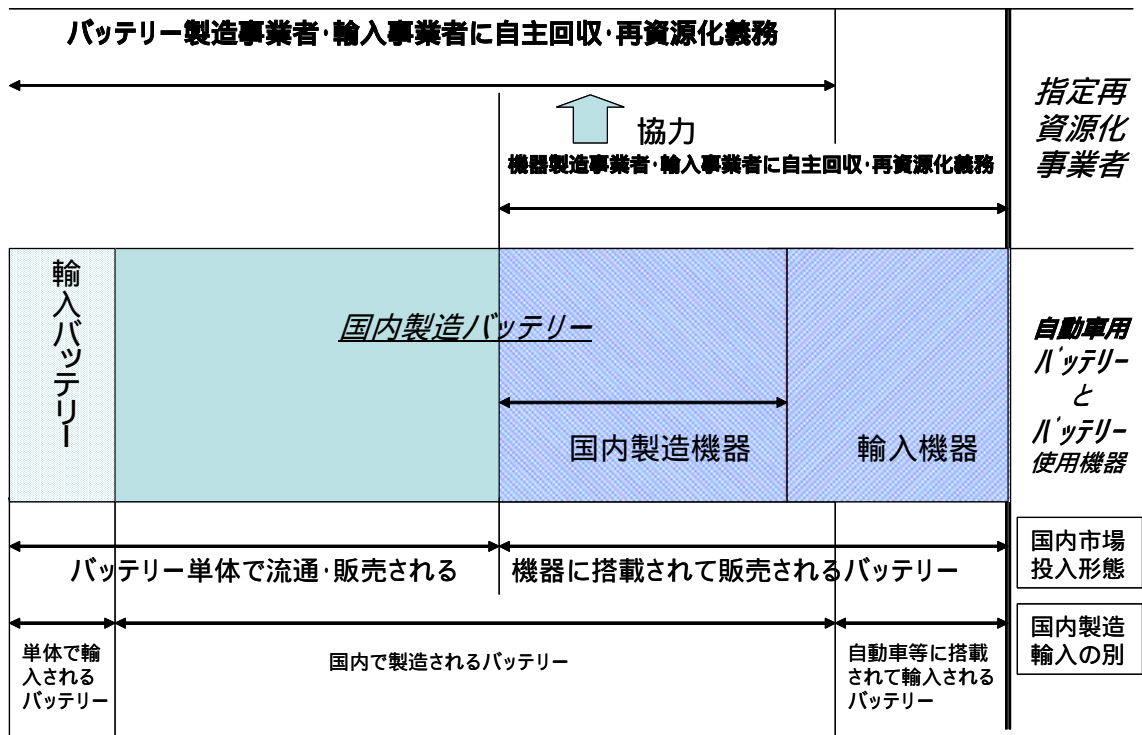 バッテリー製造事業者･輸入事業者に自主回収･再資源化義務
指定再
資源化
事業者
協力
機器製造事業者･輸入事業者に自主回収･再資源化義務
輸入バッテリー
国内製造バッテリー
国内製造機器
輸入機器
自動車用
バッテリー
と
バッテリー
使用機器
バッテリー単体で流通･販売される
機器に搭載されて販売されるバッテリー
国内市場
投入形態
単体で輸
入される
バッテリー
国内で製造されるバッテリー
自動車等に搭載
されて輸入される
バッテリー
国内製造
輸入の別